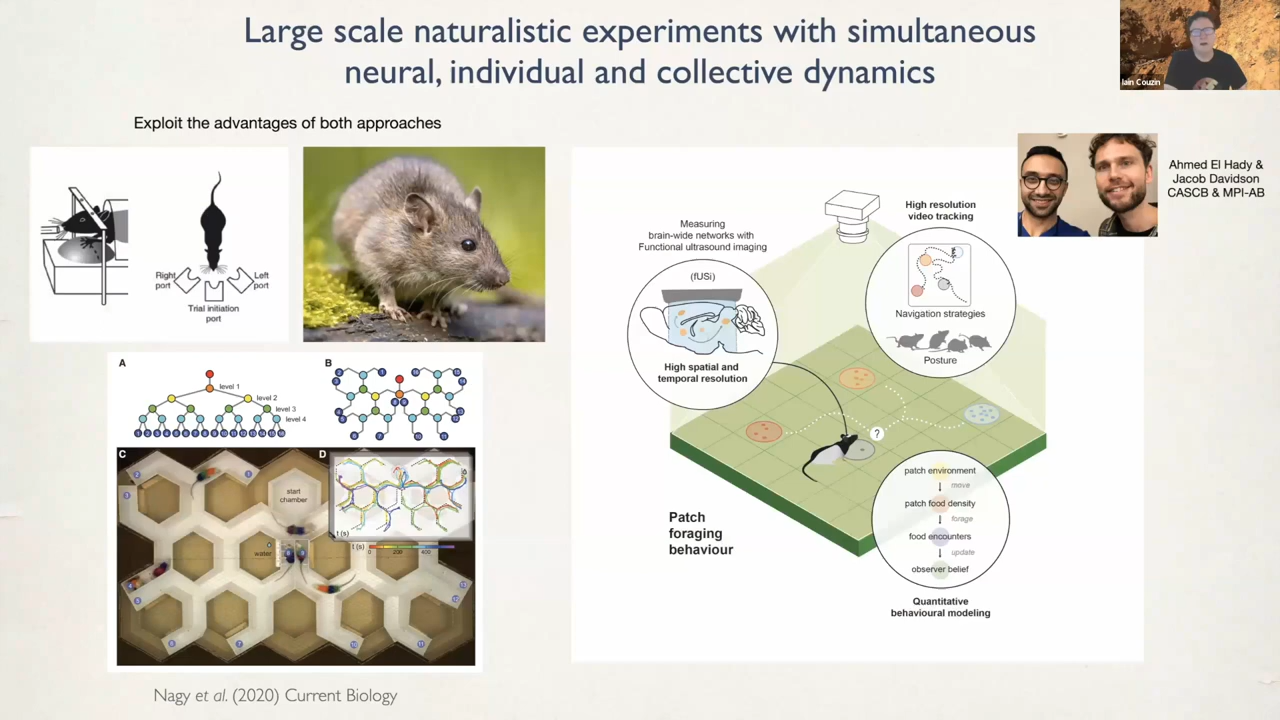 Large scale naturalistic experiments with simultaneous
neural, individual and collective dynamics
Iain Couzin
Exploit the advantages of both approaches
Right
port
Left
port
Trial initiation
port
Ahmed El Hady &
Jacob Davidson
CASCB & MPI-AB
Measuring
brain-wide networks with
Functional ultrasound imaging
(fUSi)
High spatial and
temporal resolution
High resolution
video tracking
Navigation strategies
Posture
?
Patch
foraging
behaviour
patch environment
move
patch food density
forage
food encounters
update
observer belief
Quantitative
behavioural modeling
A
level 1
level 2
level 3
level 4
B
C
start
chamber
water
D
t (s)
t (s)
0 200 400
Nagy et al. (2020) Current Biology